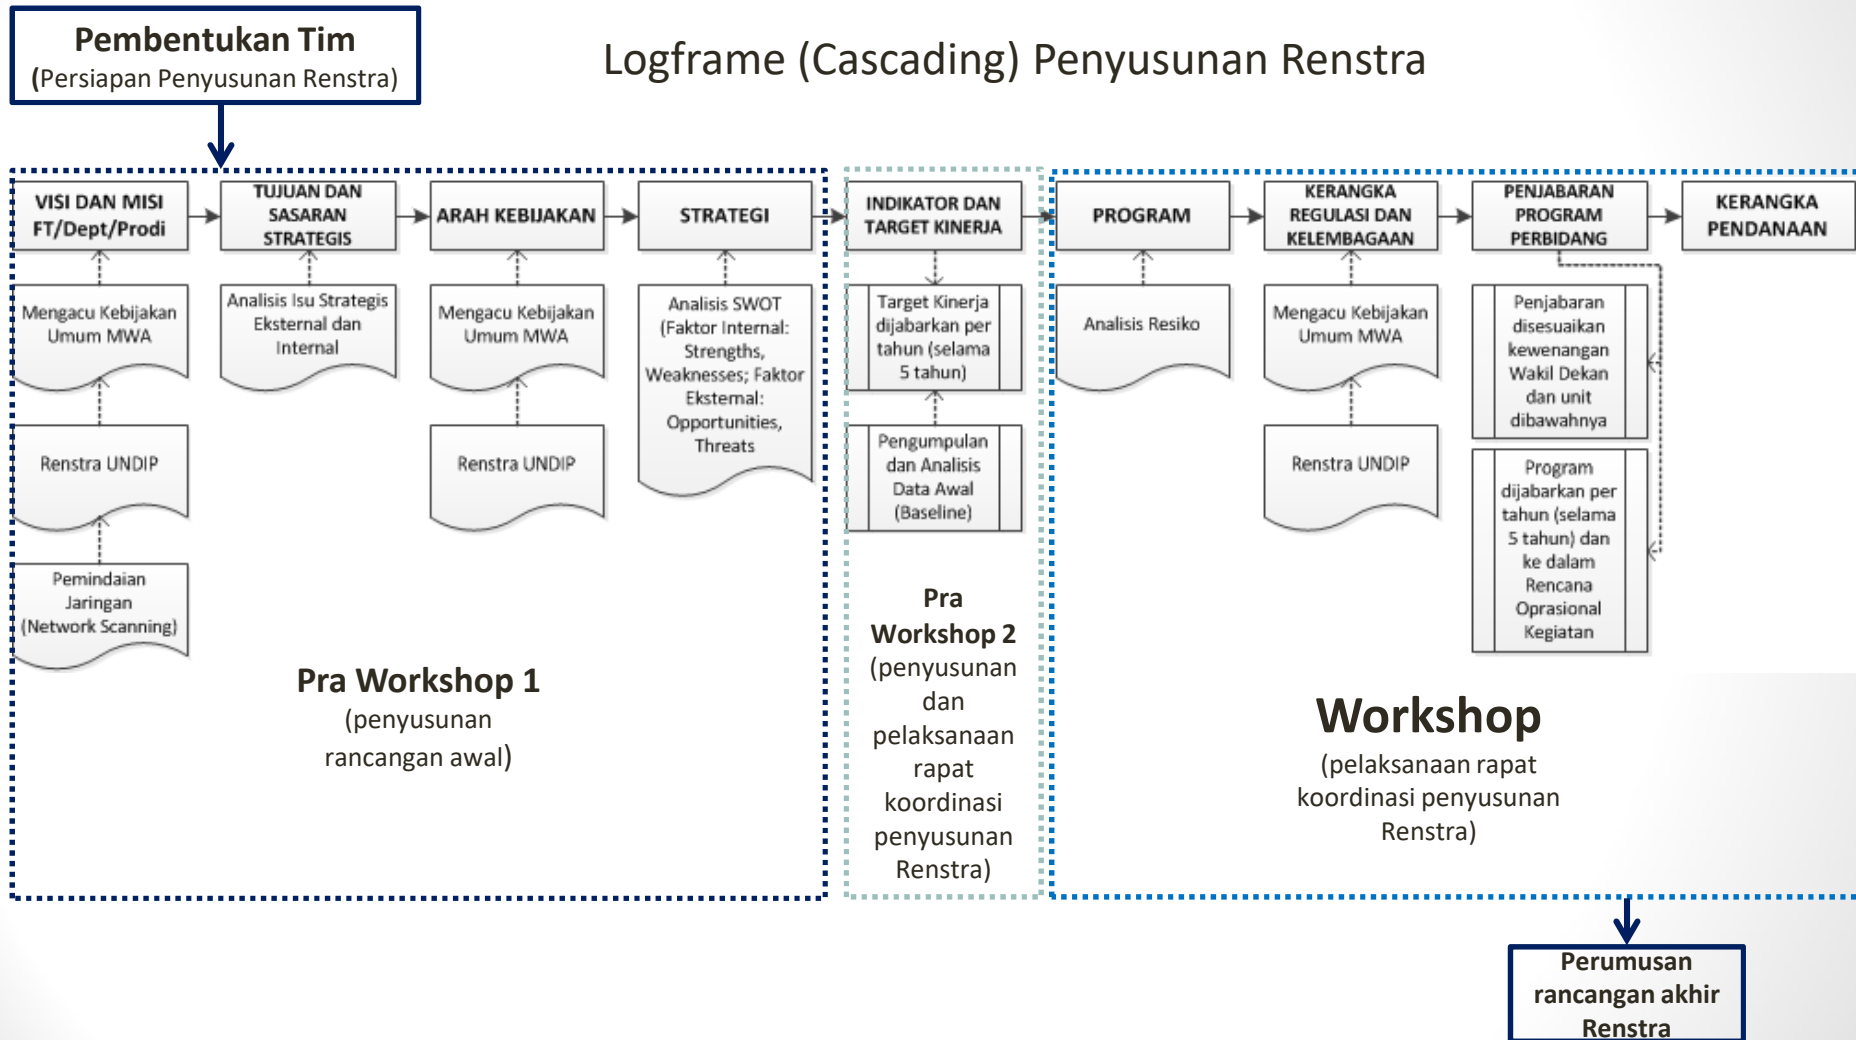 Pembentukan Tim
(Persiapan Penyusunan Renstra)
Logframe (Cascading) Penyusunan Renstra
VISI DAN MISI
FT/Dept/Prodi
TUJUAN DAN
SASARAN
STRATEGIS
ARAH KEBIJAKAN
STRATEGI
INDIKATOR DAN
TARGET KINERJA
PROGRAM
KERANGKA
REGULASI DAN
KELEMBAGAAN
PENJABARAN
PROGRAM
PERBIDANG
KERANGKA
PENDANAAN
Mengacu Kebijakan
Umum MWA
Renstra UNDIP
Pemindaian
Jaringan
(Network Scanning)
Analisis Isu Strategis
Eksternal dan
Internal
Mengacu Kebijakan
Umum MWA
Renstra UNDIP
Analisis SWOT
(Faktor Internal:
Strengths,
Weaknesses; Faktor
Eksternal:
Opportunities,
Threats
Target Kinerja
dijabarkan per
tahun (selama
5 tahun)
Pengumpulan
dan Analisis
Data Awal
(Baseline)
Analisis Resiko
Mengacu Kebijakan
Umum MWA
Renstra UNDIP
Penjabaran
disesuaikan
kewenangan
Wakil Dekan
dan unit
dibawahnya
Program
dijabarkan per
tahun (selama
5 tahun) dan
ke dalam
Rencana
Oprasional
Kegiatan
Pra Workshop 1
(penyusunan
rancangan awal)
Pra
Workshop 2
(penyusunan
dan
pelaksanaan
rapat
koordinasi
penyusunan
Renstra)
Workshop
(pelaksanaan rapat
koordinasi penyusunan
Renstra)
Perumusan
rancangan akhir
Renstra